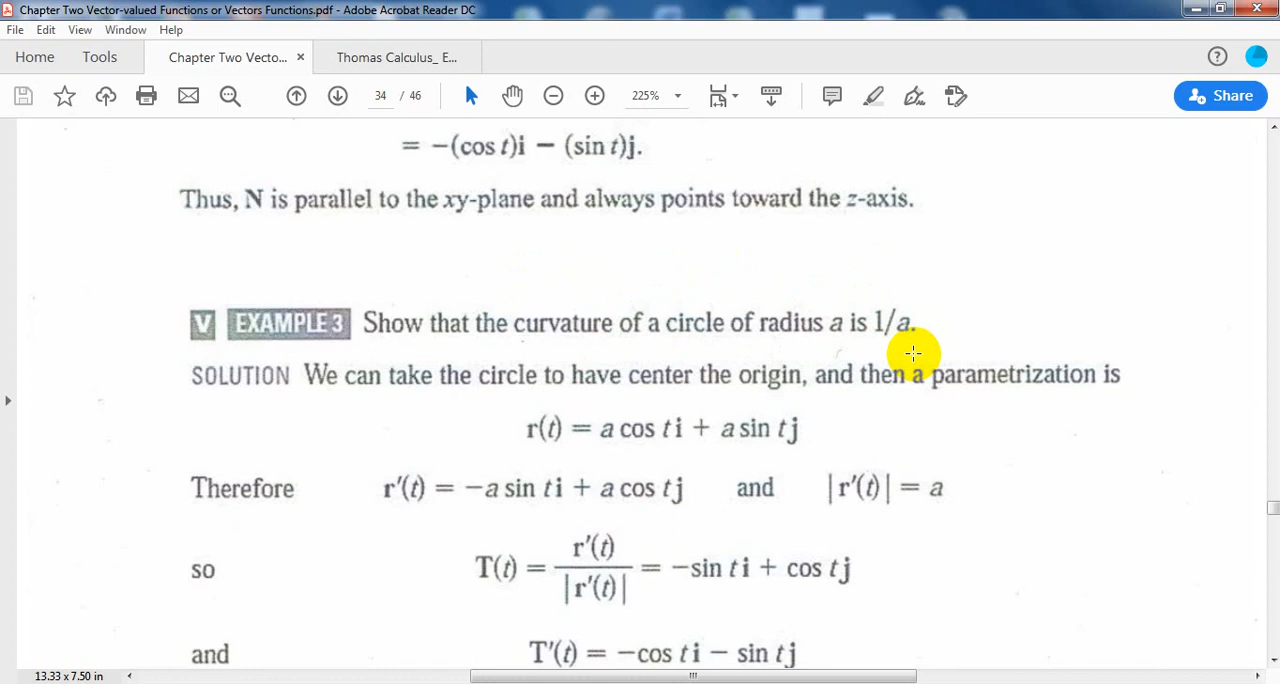 Chapter Two Vector-valued Functions or Vectors Functions.pdf - Adobe Acrobat Reader DC
File Edit View Window Help
Home Tools Chapter Two Vecto... × Thomas Calculus_ E...
34 / 46 225% Share
= −(cos t)i − (sin t)j.
Thus, N is parallel to the xy-plane and always points toward the z-axis.
V EXAMPLE 3 Show that the curvature of a circle of radius a is 1/a.
SOLUTION We can take the circle to have center the origin, and then a parametrization is
r(t) = a cos t i + a sin t j
Therefore r′(t) = −a sin t i + a cos t j and |r′(t)| = a
so T(t) = r′(t) / |r′(t)| = −sin t i + cos t j
and T′(t) = −cos t i − sin t j
13.33 x 7.50 in